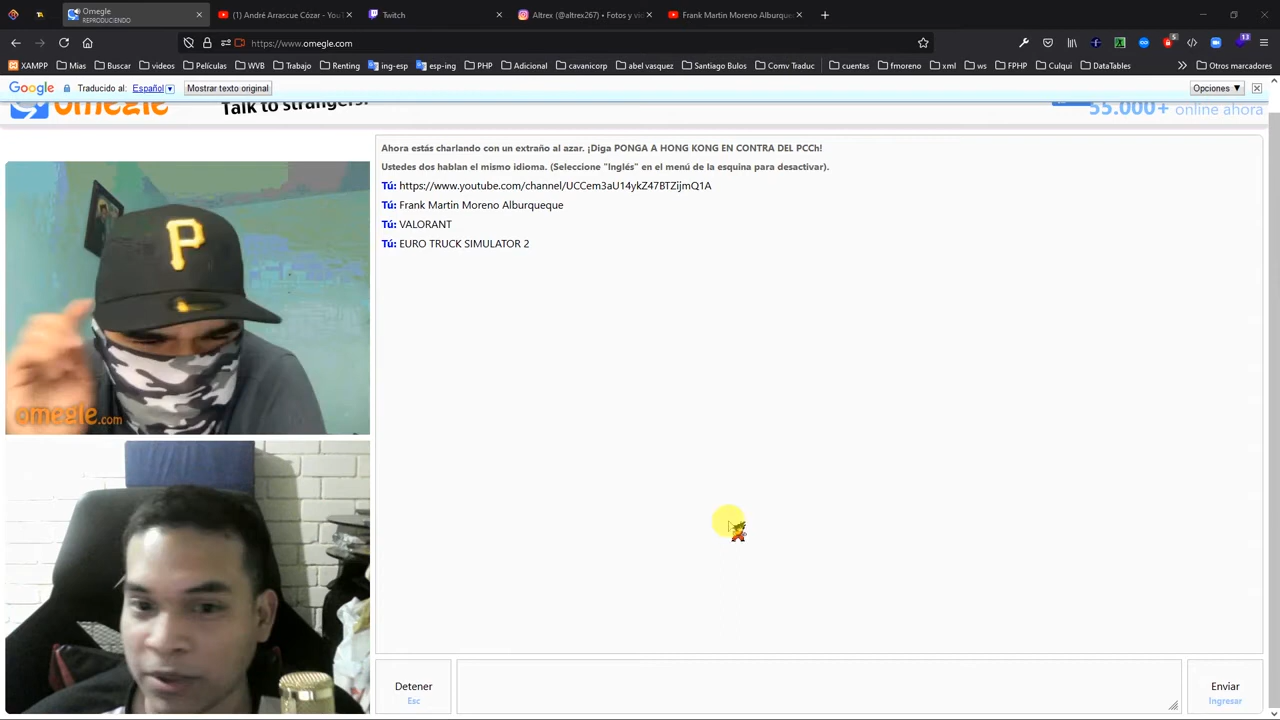 Omegle
REPRODUCIENDO
(1) André Arrascue Cózar - YouT
Twitch
Altrex (@altrex267) • Fotos y vi
Frank Martin Moreno Alburque
https://www.omegle.com
5
13
XAMPP
Mias
Buscar
videos
Películas
WVB
Trabajo
Renting
ing-esp
esp-ing
PHP
Adicional
cavanicorp
abel vasquez
Santiago Bulos
Comv Traduc
cuentas
fmoreno
xml
ws
FPHP
Culqui
DataTables
Otros marcadores
Google Traducido al: Español Mostrar texto original Opciones ▼
omegle Talk to strangers! 55.000+ online ahora
Ahora estás charlando con un extraño al azar. ¡Diga PONGA A HONG KONG EN CONTRA DEL PCCh!
Ustedes dos hablan el mismo idioma. (Seleccione "Inglés" en el menú de la esquina para desactivar).
Tú: https://www.youtube.com/channel/UCCem3aU14ykZ47BTZijmQ1A
Tú: Frank Martin Moreno Alburqueque
Tú: VALORANT
Tú: EURO TRUCK SIMULATOR 2
P
omegle.com
Detener
Esc
Enviar
Ingresar